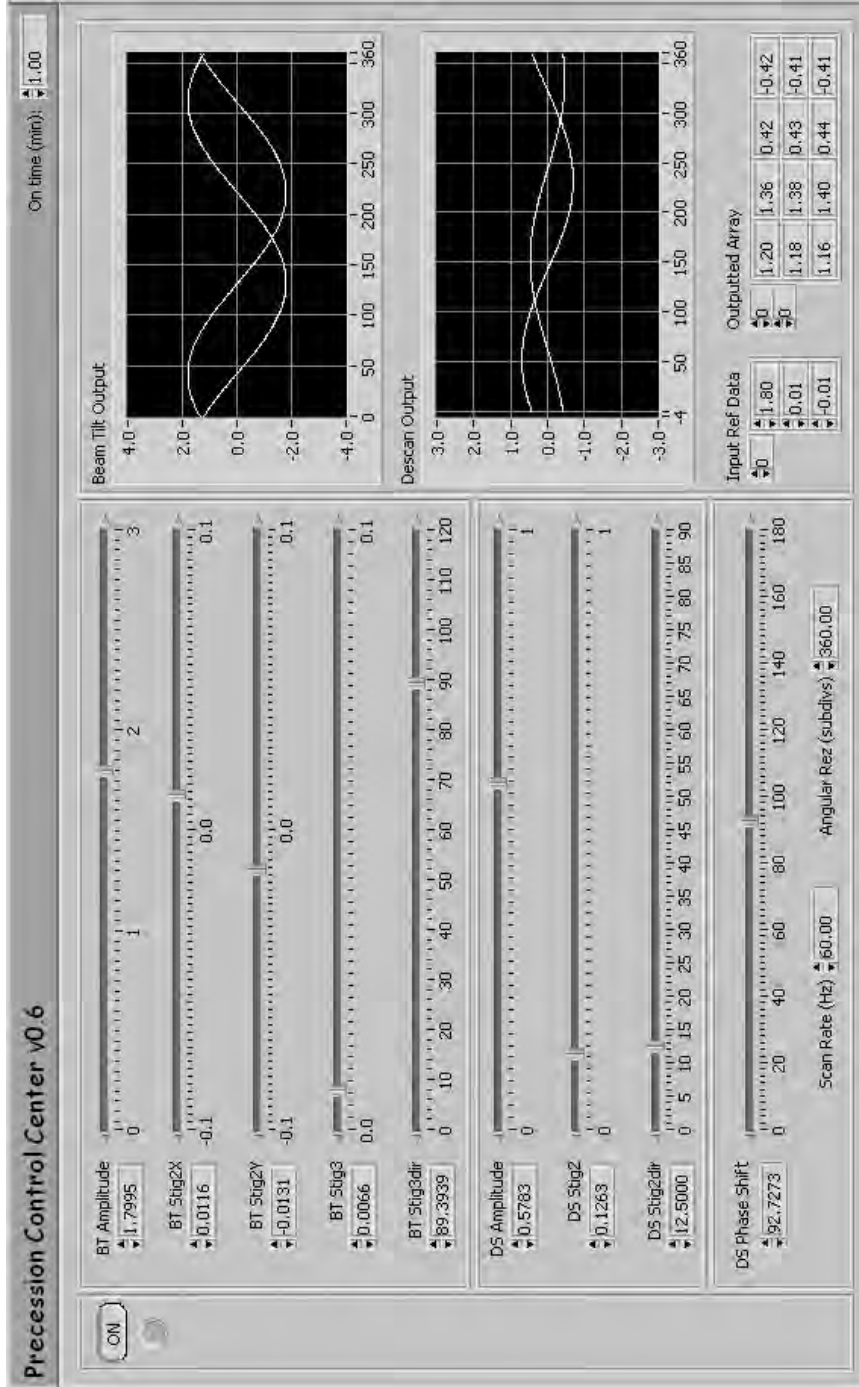 Precession Control Center v0.6
On time (min): 1.00
ON
BT Amplitude
1.7995
0 1 2 3
BT Stig2X
0.0116
-0.1 0.0 0.1
BT Stig2Y
-0.0131
-0.1 0.0 0.1
BT Stig3
0.0066
0.0 0.1
BT Stig3dir
89.3939
0 10 20 30 40 50 60 70 80 90 100 110 120
DS Amplitude
0.5783
0 1
DS Stig2
0.1263
0 1
DS Stig2dir
12.5000
0 5 10 15 20 25 30 35 40 45 50 55 60 65 70 75 80 85 90
DS Phase Shift
92.7273
0 20 40 60 80 100 120 140 160 180
Scan Rate (Hz) 60.00
Angular Rez (subdivs) 360.00
Beam Tilt Output
4.0
2.0
0.0
-2.0
-4.0
0 50 100 150 200 250 300 360
Descan Output
3.0
2.0
1.0
0.0
-1.0
-2.0
-3.0
-4 50 100 150 200 250 300 360
Input Ref Data
0
1.80
0.01
-0.01
Outputted Array
0
0
1.20 1.36 0.42 -0.42
1.18 1.38 0.43 -0.41
1.16 1.40 0.44 -0.41